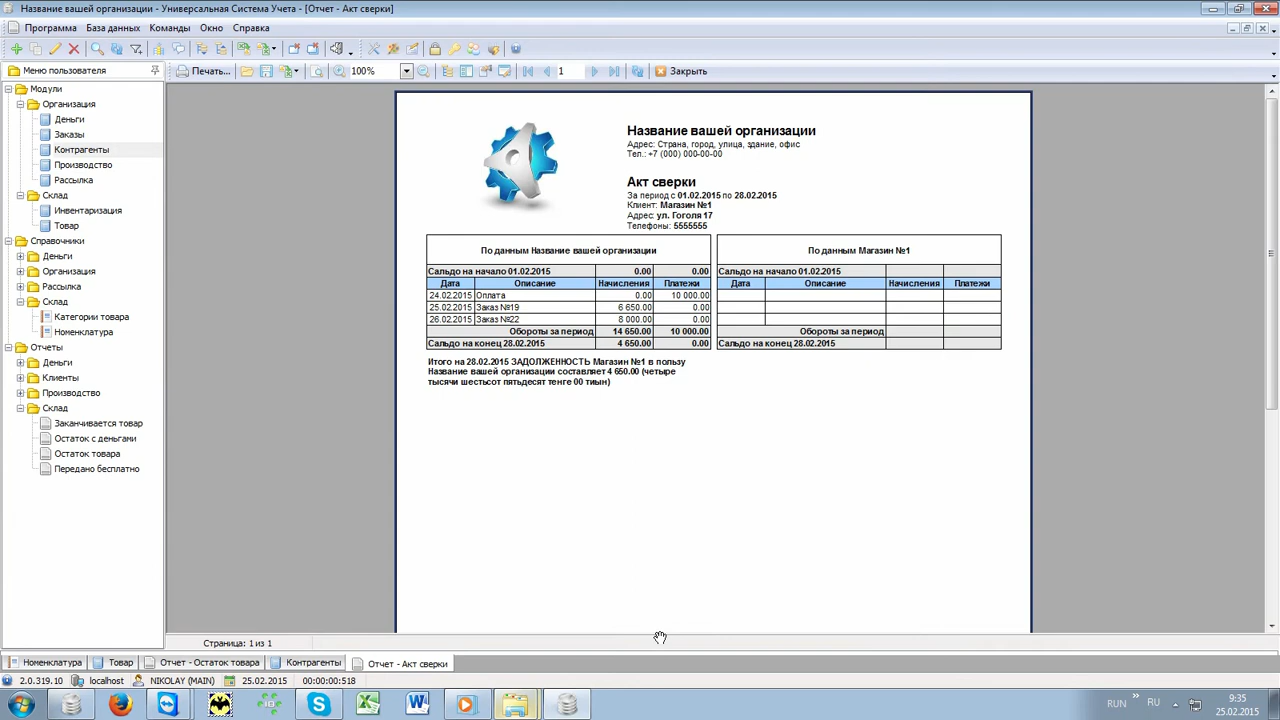 Название вашей организации - Универсальная Система Учета - [Отчет - Акт сверки]
Программа База данных Команды Окно Справка
Меню пользователя
Печать... 100% 1 Закрыть
Модули
Организация
Деньги
Заказы
Контрагенты
Производство
Рассылка
Склад
Инвентаризация
Товар
Справочники
Деньги
Организация
Рассылка
Склад
Категории товара
Номенклатура
Отчеты
Деньги
Клиенты
Производство
Склад
Заканчивается товар
Остаток с деньгами
Остаток товара
Передано бесплатно
Название вашей организации
Адрес: Страна, город, улица, здание, офис
Тел.: +7 (000) 000-00-00
Акт сверки
За период с 01.02.2015 по 28.02.2015
Клиент: Магазин №1
Адрес: ул. Гоголя 17
Телефоны: 5555555
По данным Название вашей организации
Сальдо на начало 01.02.2015 0.00 0.00
Дата Описание Начисления Платежи
24.02.2015 Оплата 0.00 10 000.00
25.02.2015 Заказ №19 6 650.00 0.00
26.02.2015 Заказ №22 8 000.00 0.00
Обороты за период 14 650.00 10 000.00
Сальдо на конец 28.02.2015 4 650.00 0.00
По данным Магазин №1
Сальдо на начало 01.02.2015
Дата Описание Начисления Платежи
Обороты за период
Сальдо на конец 28.02.2015
Итого на 28.02.2015 ЗАДОЛЖЕННОСТЬ Магазин №1 в пользу
Название вашей организации составляет 4 650.00 (четыре
тысячи шестьсот пятьдесят тенге 00 тиын)
Страница: 1 из 1
Номенклатура Товар Отчет - Остаток товара Контрагенты Отчет - Акт сверки
2.0.319.10 localhost NIKOLAY (MAIN) 25.02.2015 00:00:00:518
RUN RU 9:35
25.02.2015